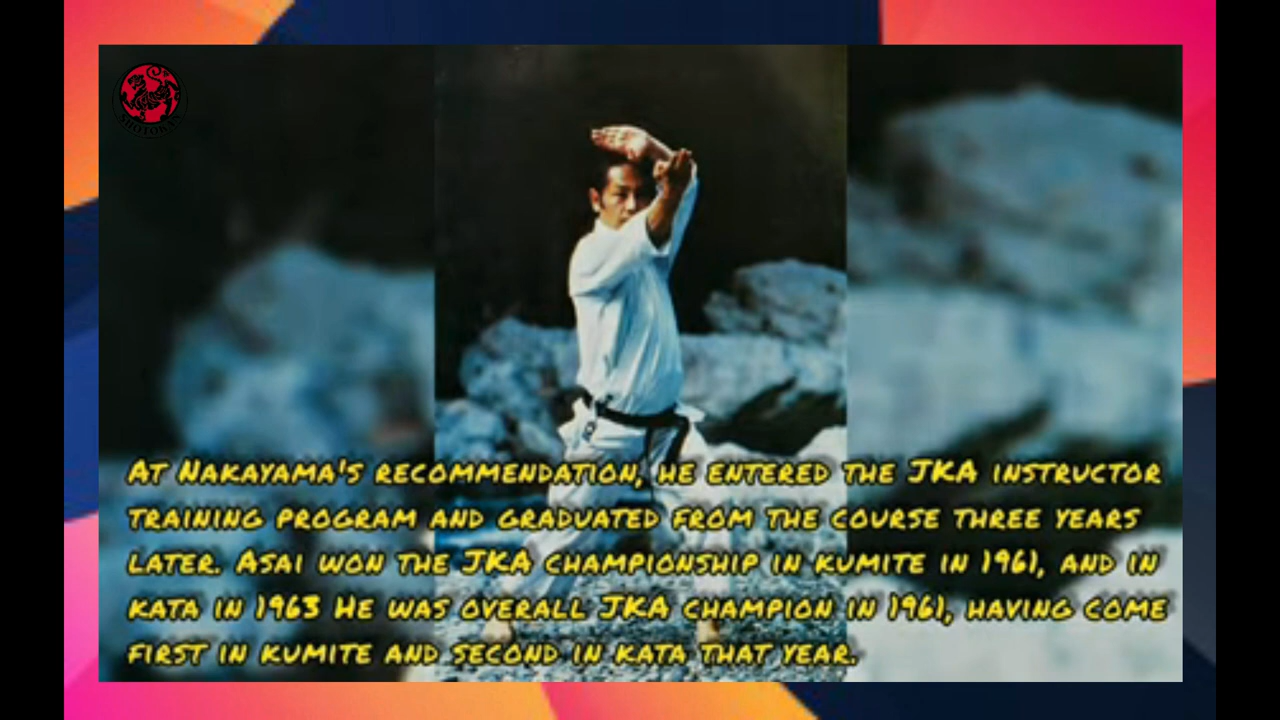 SHOTOKAN
At Nakayama's recommendation, he entered the JKA instructor
training program and graduated from the course three years
later. Asai won the JKA championship in kumite in 1961, and in
kata in 1963 He was overall JKA champion in 1961, having come
first in kumite and second in kata that year.